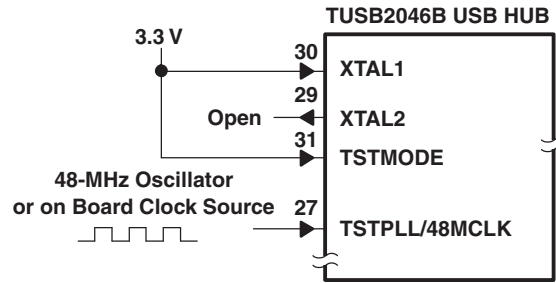 TUSB2046B USB HUB
3.3 V
30
XTAL1
29
Open
XTAL2
31
TSTMODE
48-MHz Oscillator
or on Board Clock Source
27
TSTPLL/48MCLK